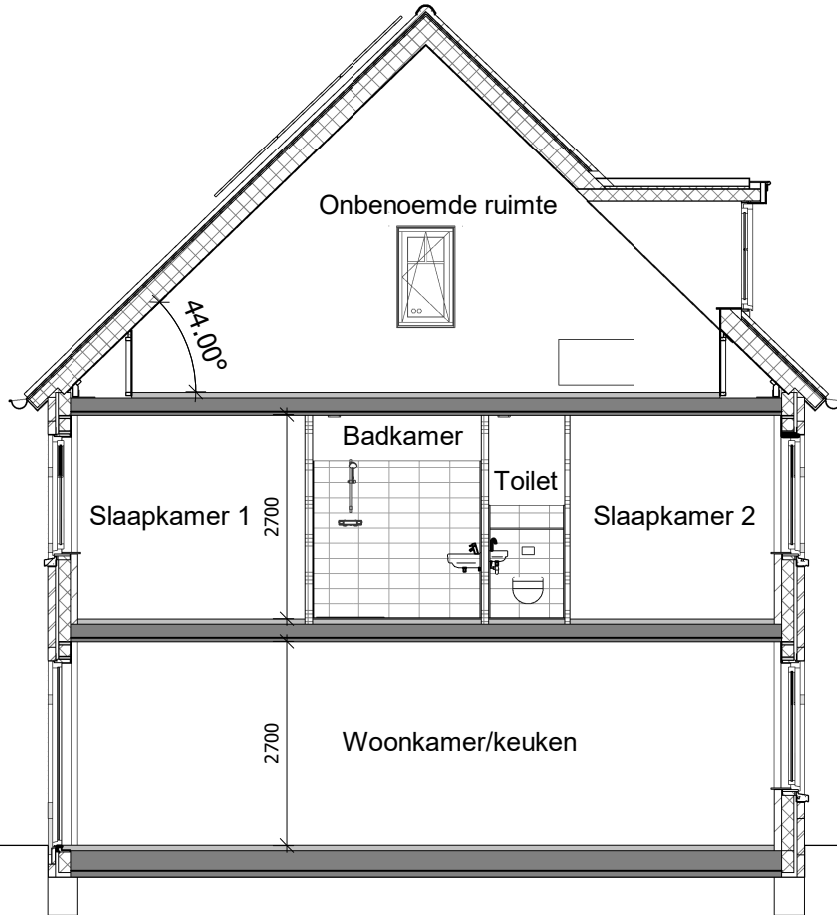 Onbenoemde ruimte
44.00°
Badkamer
Toilet
Slaapkamer 1
2700
Slaapkamer 2
2700
Woonkamer/keuken